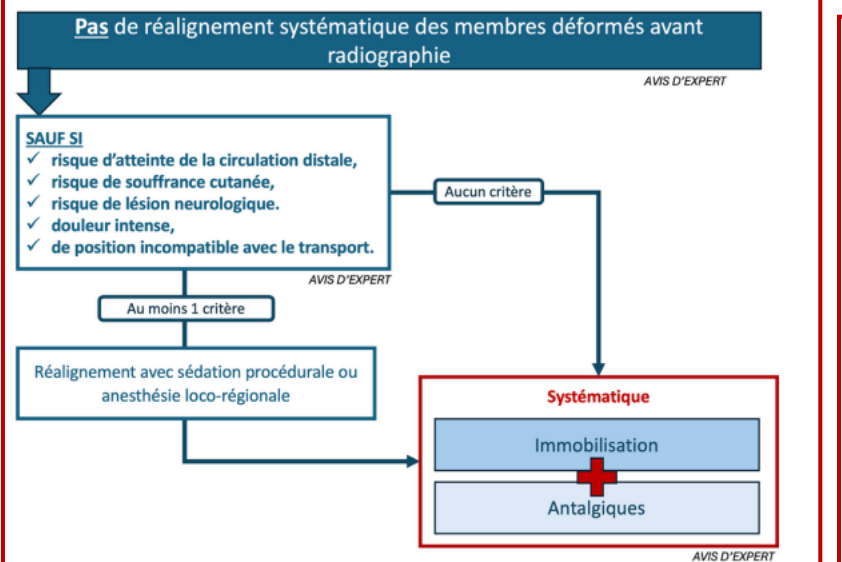 Pas de réalignement systématique des membres déformés avant
radiographie
AVIS D'EXPERT
SAUF SI
✓ risque d'atteinte de la circulation distale,
✓ risque de souffrance cutanée,
✓ risque de lésion neurologique.
✓ douleur intense,
✓ de position incompatible avec le transport.
AVIS D'EXPERT
Aucun critère
Au moins 1 critère
Réalignement avec sédation procédurale ou
anesthésie loco-régionale
Systématique
Immobilisation
Antalgiques
AVIS D'EXPERT